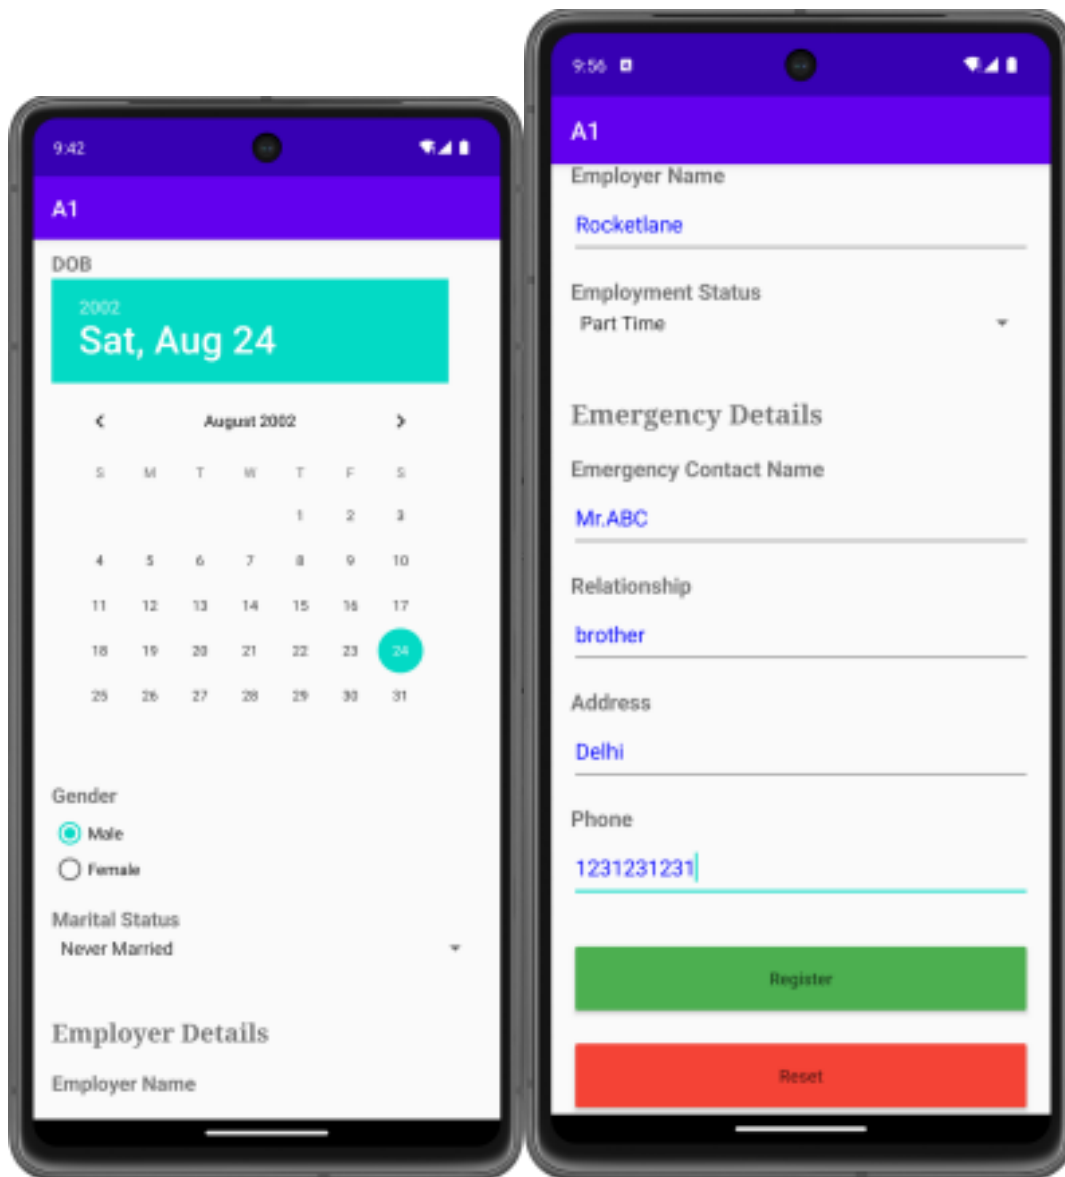 9:42
A1
DOB
2002
Sat, Aug 24
August 2002
S M T W T F S
1 2 3
4 5 6 7 8 9 10
11 12 13 14 15 16 17
18 19 20 21 22 23 24
25 26 27 28 29 30 31
Gender
Male
Female
Marital Status
Never Married
Employer Details
Employer Name
9:56
A1
Employer Name
Rocketlane
Employment Status
Part Time
Emergency Details
Emergency Contact Name
Mr.ABC
Relationship
brother
Address
Delhi
Phone
1231231231
Register
Reset